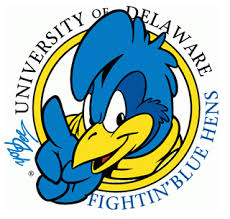 UNIVERSITY OF DELAWARE
FIGHTIN' BLUE HENS
®